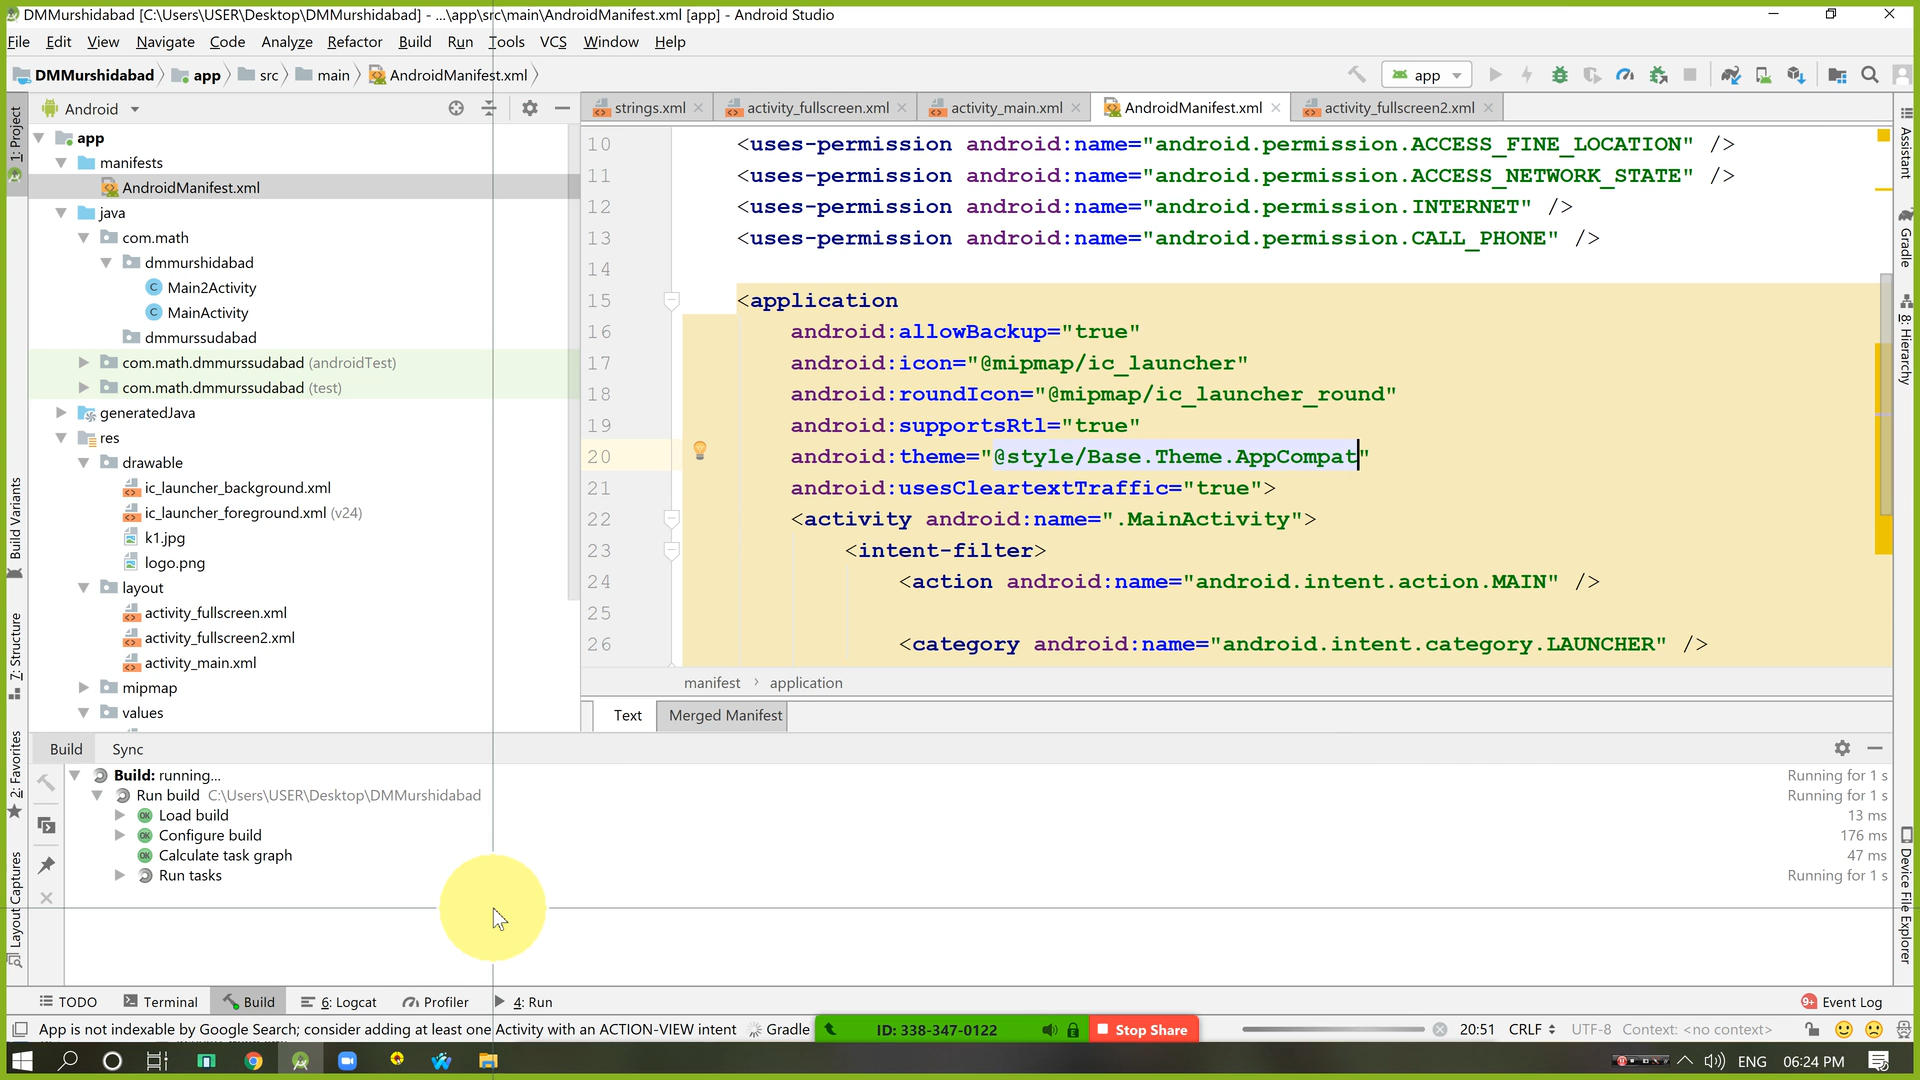 DMMurshidabad [C:\Users\USER\Desktop\DMMurshidabad] - ...\app\src\main\AndroidManifest.xml [app] - Android Studio
File Edit View Navigate Code Analyze Refactor Build Run Tools VCS Window Help
DMMurshidabad app src main AndroidManifest.xml
app
Android
strings.xml activity_fullscreen.xml activity_main.xml AndroidManifest.xml activity_fullscreen2.xml
1: Project
Build Variants
7: Structure
2: Favorites
Layout Captures
app
manifests
AndroidManifest.xml
java
com.math
dmmurshidabad
Main2Activity
MainActivity
dmmurssudabad
com.math.dmmurssudabad (androidTest)
com.math.dmmurssudabad (test)
generatedJava
res
drawable
ic_launcher_background.xml
ic_launcher_foreground.xml (v24)
k1.jpg
logo.png
layout
activity_fullscreen.xml
activity_fullscreen2.xml
activity_main.xml
mipmap
values
10 <uses-permission android:name="android.permission.ACCESS_FINE_LOCATION" />
11 <uses-permission android:name="android.permission.ACCESS_NETWORK_STATE" />
12 <uses-permission android:name="android.permission.INTERNET" />
13 <uses-permission android:name="android.permission.CALL_PHONE" />
14
15 <application
16 android:allowBackup="true"
17 android:icon="@mipmap/ic_launcher"
18 android:roundIcon="@mipmap/ic_launcher_round"
19 android:supportsRtl="true"
20 android:theme="@style/Base.Theme.AppCompat"
21 android:usesCleartextTraffic="true">
22 <activity android:name=".MainActivity">
23 <intent-filter>
24 <action android:name="android.intent.action.MAIN" />
25
26 <category android:name="android.intent.category.LAUNCHER" />
manifest › application
Text Merged Manifest
Assistant
Gradle
8: Hierarchy
Device File Explorer
Build Sync
Build: running... Running for 1 s
Run build C:\Users\USER\Desktop\DMMurshidabad Running for 1 s
Load build 13 ms
Configure build 176 ms
Calculate task graph 47 ms
Run tasks Running for 1 s
TODO Terminal Build 6: Logcat Profiler 4: Run 9+ Event Log
App is not indexable by Google Search; consider adding at least one Activity with an ACTION-VIEW intent Gradle ID: 338-347-0122 Stop Share 20:51 CRLF UTF-8 Context: <no context>
ENG 06:24 PM